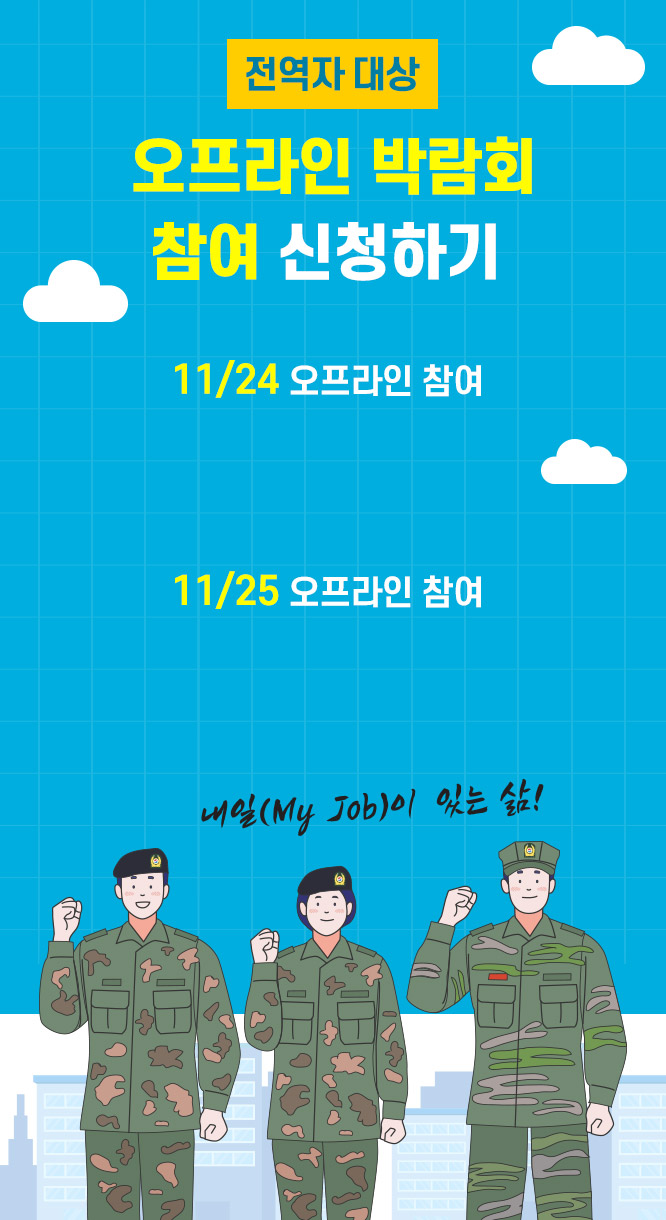 전역자 대상
오프라인 박람회
참여 신청하기
11/24 오프라인 참여
11/25 오프라인 참여
내일(My Job)이 있는 삶!